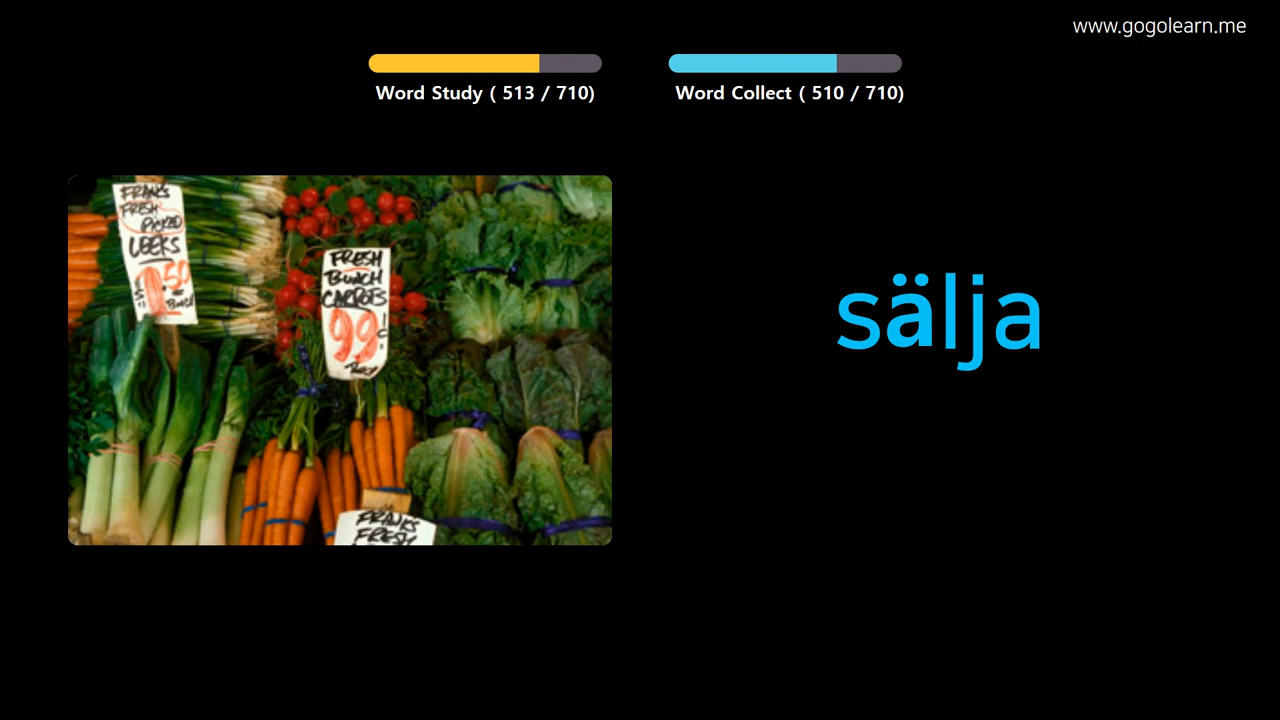 www.gogolearn.me
Word Study ( 513 / 710)
Word Collect ( 510 / 710)
FRANK'S
FRESH
PICKED
LEEKS
FRESH
BUNCH
CARROTS
99¢
sälja
FRANK'S
FRESH